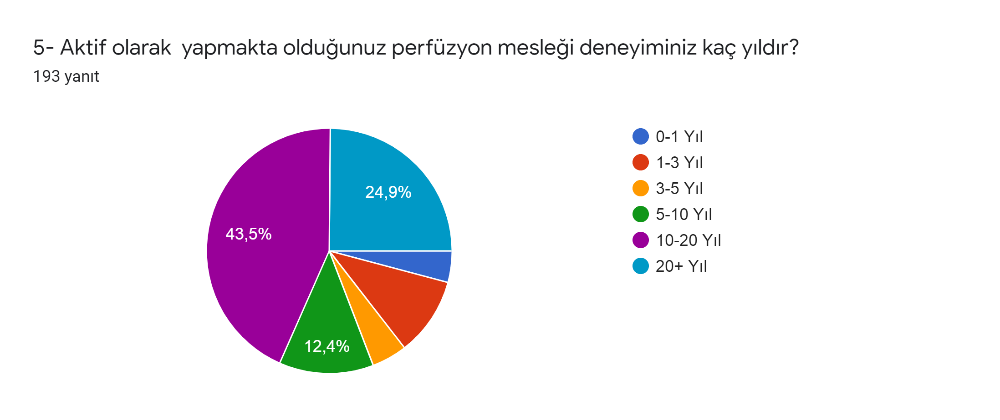 5- Aktif olarak  yapmakta olduğunuz perfüzyon mesleği deneyiminiz kaç yıldır?
193 yanıt
24,9%
43,5%
12,4%
0-1 Yıl
1-3 Yıl
3-5 Yıl
5-10 Yıl
10-20 Yıl
20+ Yıl